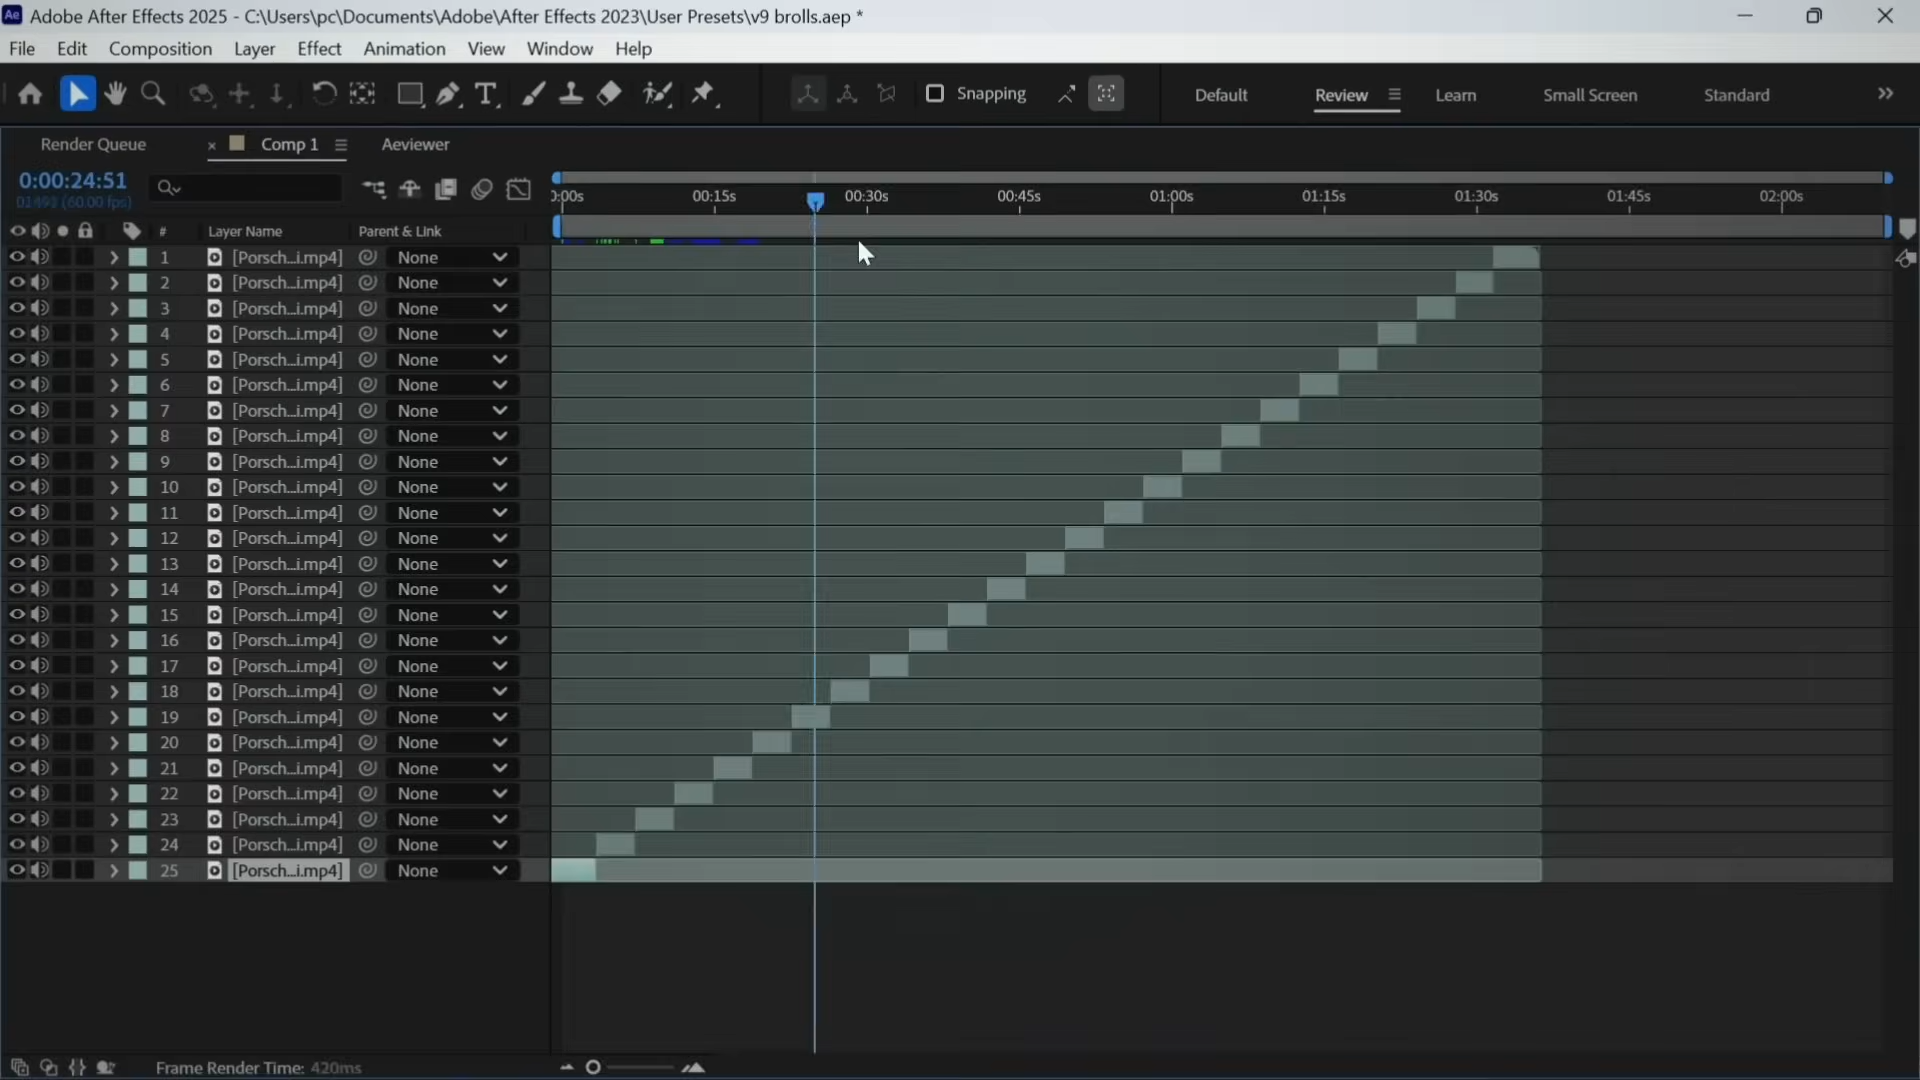 Ae Adobe After Effects 2025 - C:\Users\pc\Documents\Adobe\After Effects 2023\User Presets\v9 brolls.aep *
File Edit Composition Layer Effect Animation View Window Help
Snapping Default Review Learn Small Screen Standard
Render Queue Comp 1 Aeviewer
0:00:24:51
01491 (60.00 fps)
0:00s 00:15s 00:30s 00:45s 01:00s 01:15s 01:30s 01:45s 02:00s
# Layer Name Parent & Link
1 [Porsch...i.mp4] None
2 [Porsch...i.mp4] None
3 [Porsch...i.mp4] None
4 [Porsch...i.mp4] None
5 [Porsch...i.mp4] None
6 [Porsch...i.mp4] None
7 [Porsch...i.mp4] None
8 [Porsch...i.mp4] None
9 [Porsch...i.mp4] None
10 [Porsch...i.mp4] None
11 [Porsch...i.mp4] None
12 [Porsch...i.mp4] None
13 [Porsch...i.mp4] None
14 [Porsch...i.mp4] None
15 [Porsch...i.mp4] None
16 [Porsch...i.mp4] None
17 [Porsch...i.mp4] None
18 [Porsch...i.mp4] None
19 [Porsch...i.mp4] None
20 [Porsch...i.mp4] None
21 [Porsch...i.mp4] None
22 [Porsch...i.mp4] None
23 [Porsch...i.mp4] None
24 [Porsch...i.mp4] None
25 [Porsch...i.mp4] None
Frame Render Time: 420ms